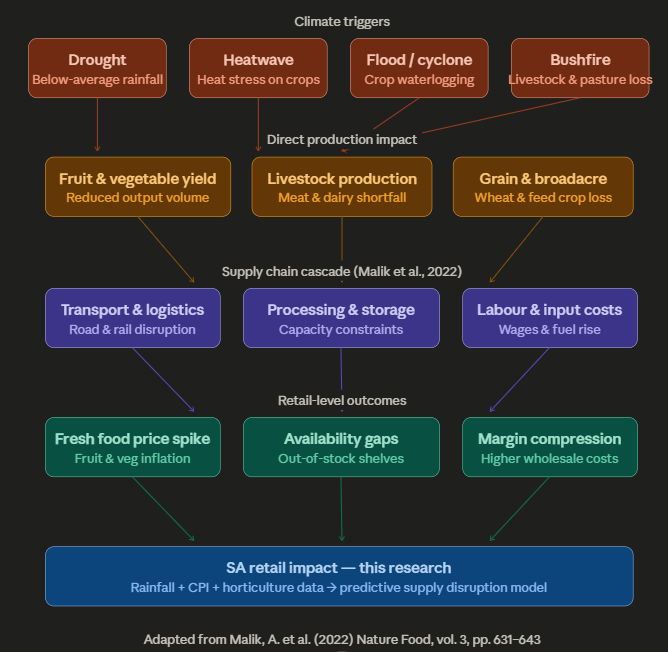 Climate triggers
Drought
Below-average rainfall
Heatwave
Heat stress on crops
Flood / cyclone
Crop waterlogging
Bushfire
Livestock & pasture loss
Direct production impact
Fruit & vegetable yield
Reduced output volume
Livestock production
Meat & dairy shortfall
Grain & broadacre
Wheat & feed crop loss
Supply chain cascade (Malik et al., 2022)
Transport & logistics
Road & rail disruption
Processing & storage
Capacity constraints
Labour & input costs
Wages & fuel rise
Retail-level outcomes
Fresh food price spike
Fruit & veg inflation
Availability gaps
Out-of-stock shelves
Margin compression
Higher wholesale costs
SA retail impact — this research
Rainfall + CPI + horticulture data → predictive supply disruption model
Adapted from Malik, A. et al. (2022) Nature Food, vol. 3, pp. 631–643